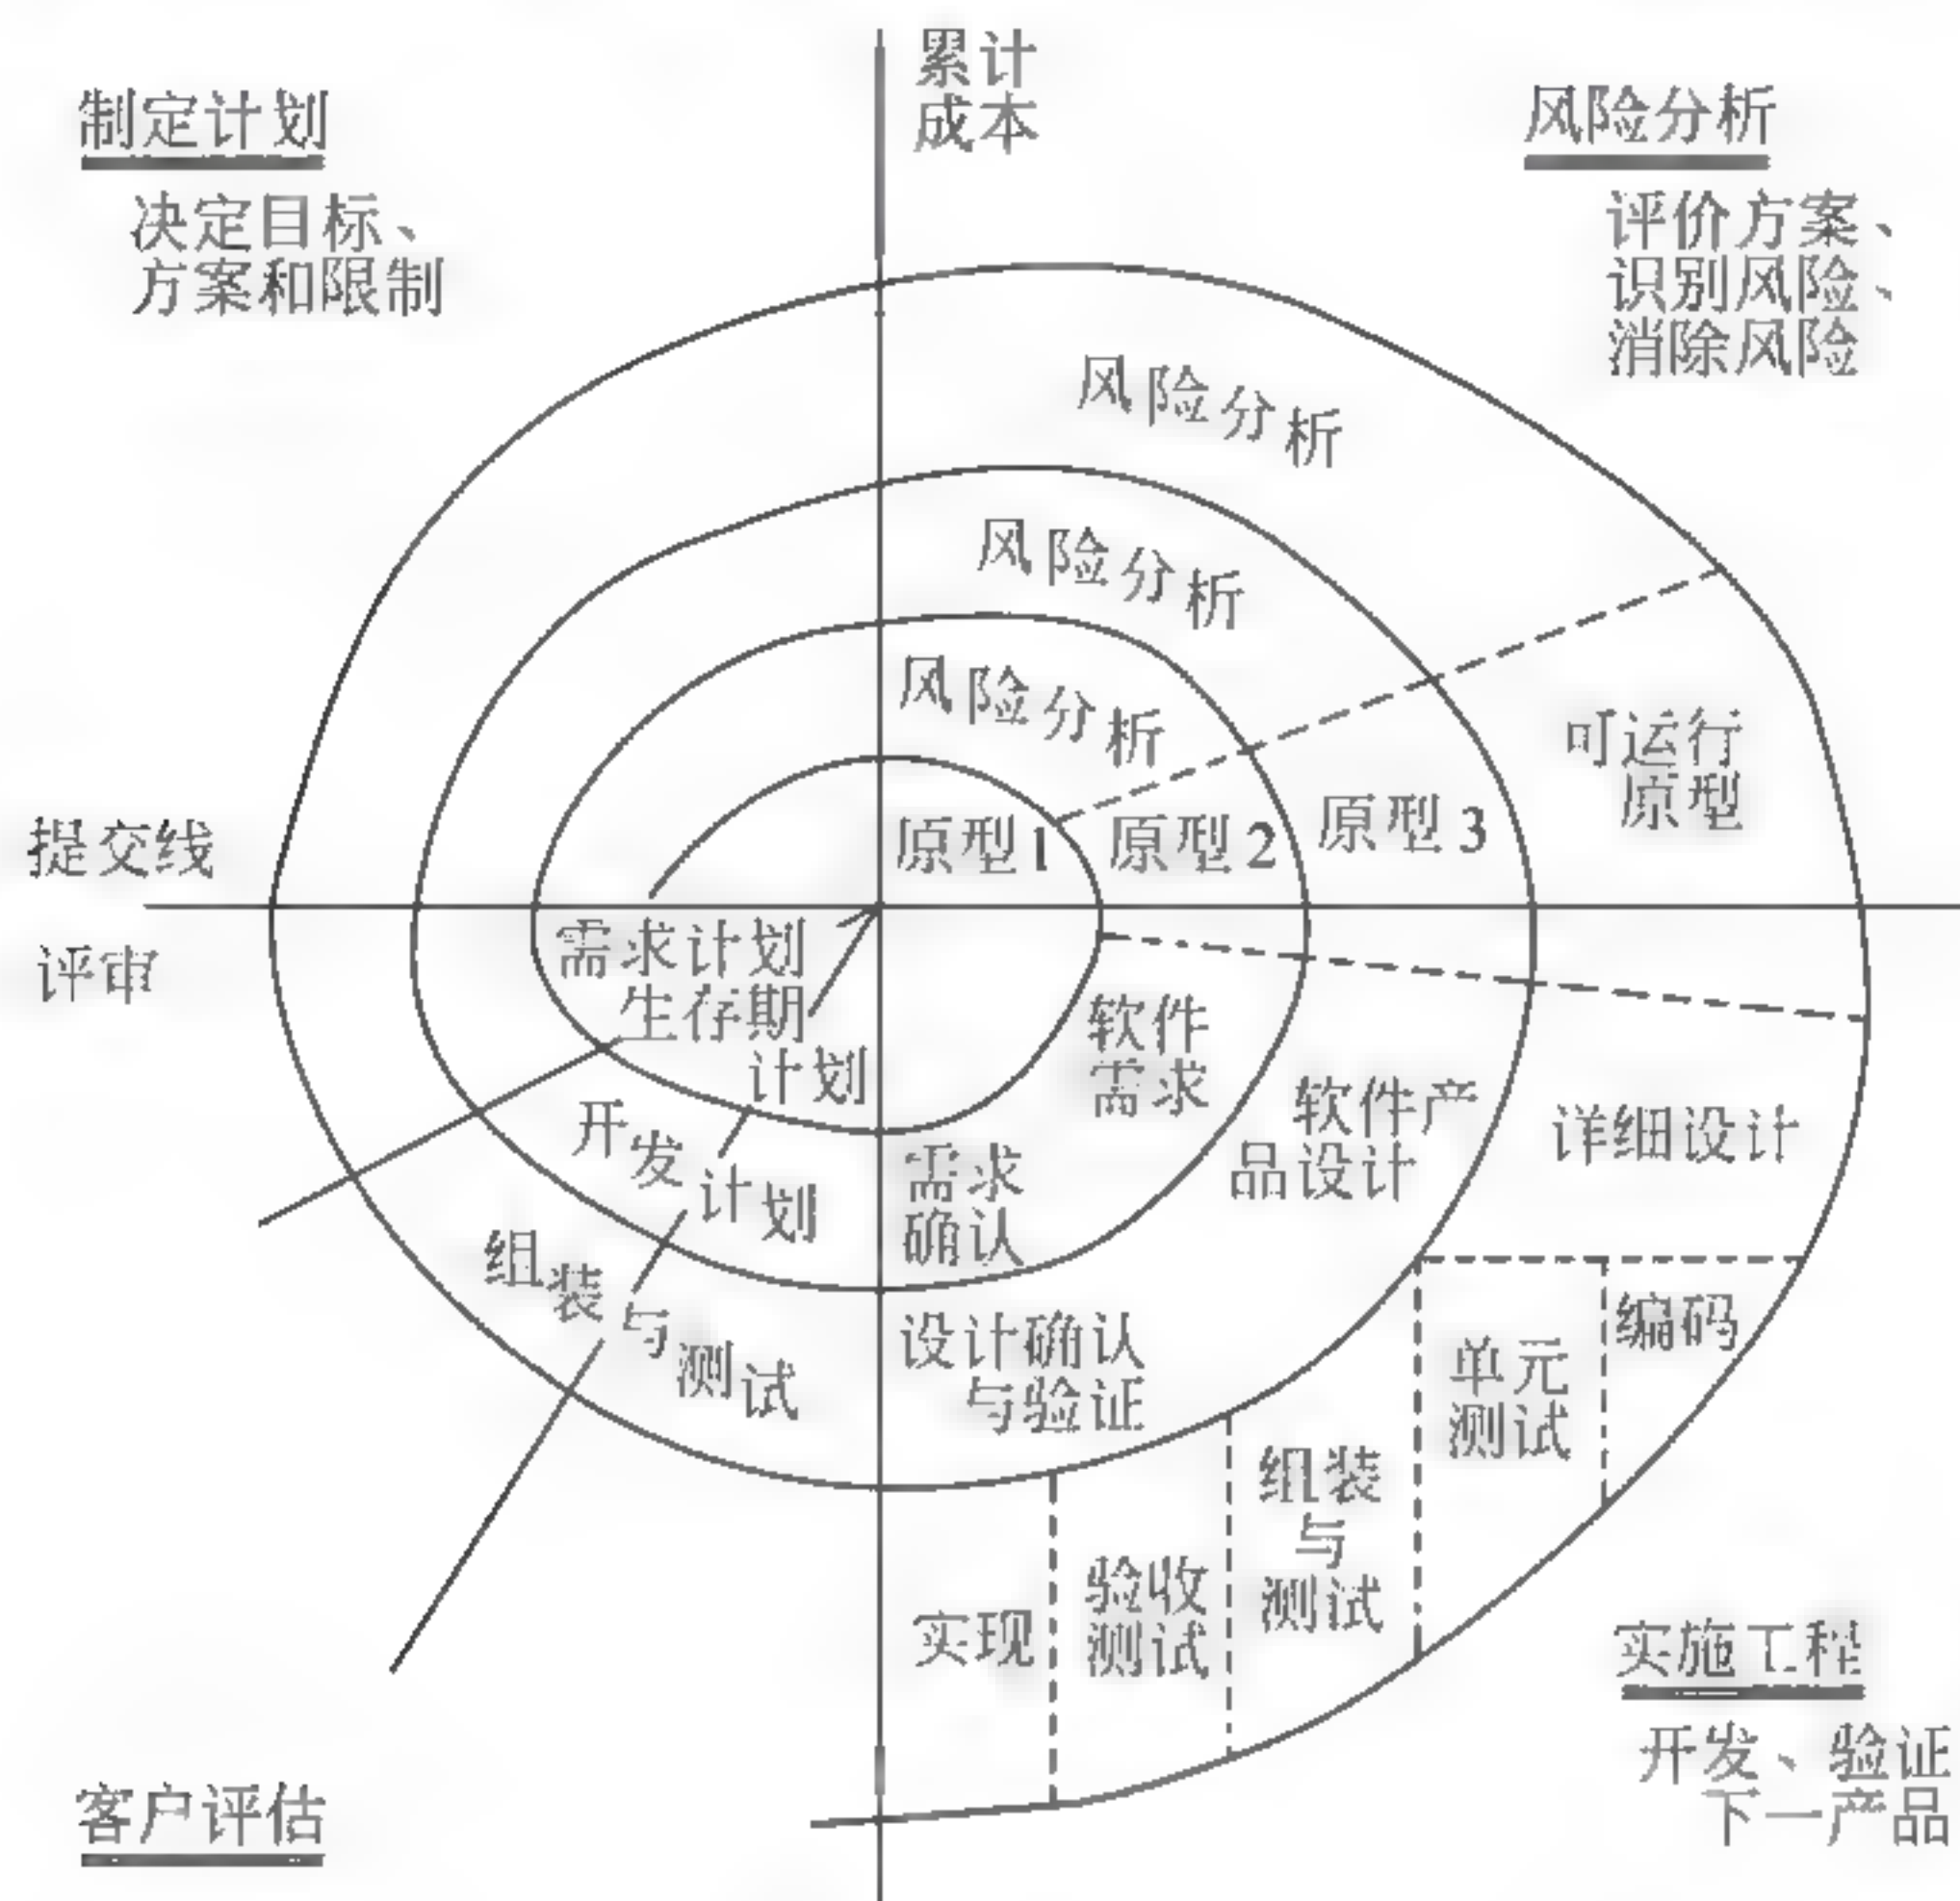 累计
成本
制定计划
决定目标、
方案和限制
风险分析
评价方案、
识别风险、
消除风险
风险分析
风险分析
风险分析
可运行
原型
原型1
原型2
原型3
提交线
评审
需求计划
生存期
计划
开发计划
组装与测试
软件
需求
软件产
品设计
详细设计
需求
确认
设计确认
与验证
编码
单元
测试
组装
与
测试
验收
测试
实现
实施工程
开发、验证
下一产品
客户评估